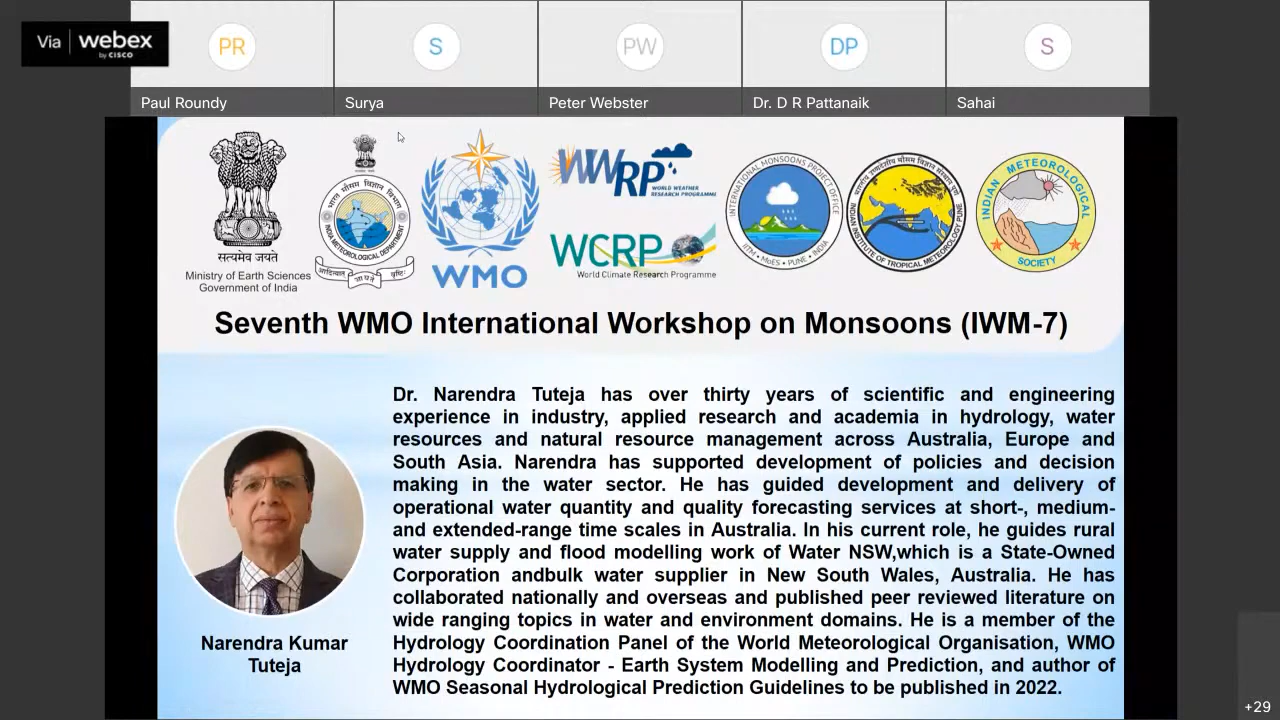 Via webex
by CISCO
PR
S
PW
DP
S
Paul Roundy
Surya
Peter Webster
Dr. D R Pattanaik
Sahai
सत्यमेव जयते
Ministry of Earth Sciences
Government of India
भारत मौसम विज्ञान विभाग
INDIA METEOROLOGICAL DEPARTMENT
WMO
WWRP
WORLD WEATHER
RESEARCH PROGRAMME
WCRP
World Climate Research Programme
INTERNATIONAL MONSOONS PROJECT OFFICE
IITM • MoES • PUNE • INDIA
INDIAN INSTITUTE OF TROPICAL METEOROLOGY, PUNE
INDIAN METEOROLOGICAL
SOCIETY
Seventh WMO International Workshop on Monsoons (IWM-7)
Dr. Narendra Tuteja has over thirty years of scientific and engineering
experience in industry, applied research and academia in hydrology, water
resources and natural resource management across Australia, Europe and
South Asia. Narendra has supported development of policies and decision
making in the water sector. He has guided development and delivery of
operational water quantity and quality forecasting services at short-, medium-
and extended-range time scales in Australia. In his current role, he guides rural
water supply and flood modelling work of Water NSW,which is a State-Owned
Corporation andbulk water supplier in New South Wales, Australia. He has
collaborated nationally and overseas and published peer reviewed literature on
wide ranging topics in water and environment domains. He is a member of the
Hydrology Coordination Panel of the World Meteorological Organisation, WMO
Hydrology Coordinator - Earth System Modelling and Prediction, and author of
WMO Seasonal Hydrological Prediction Guidelines to be published in 2022.
Narendra Kumar
Tuteja
+29